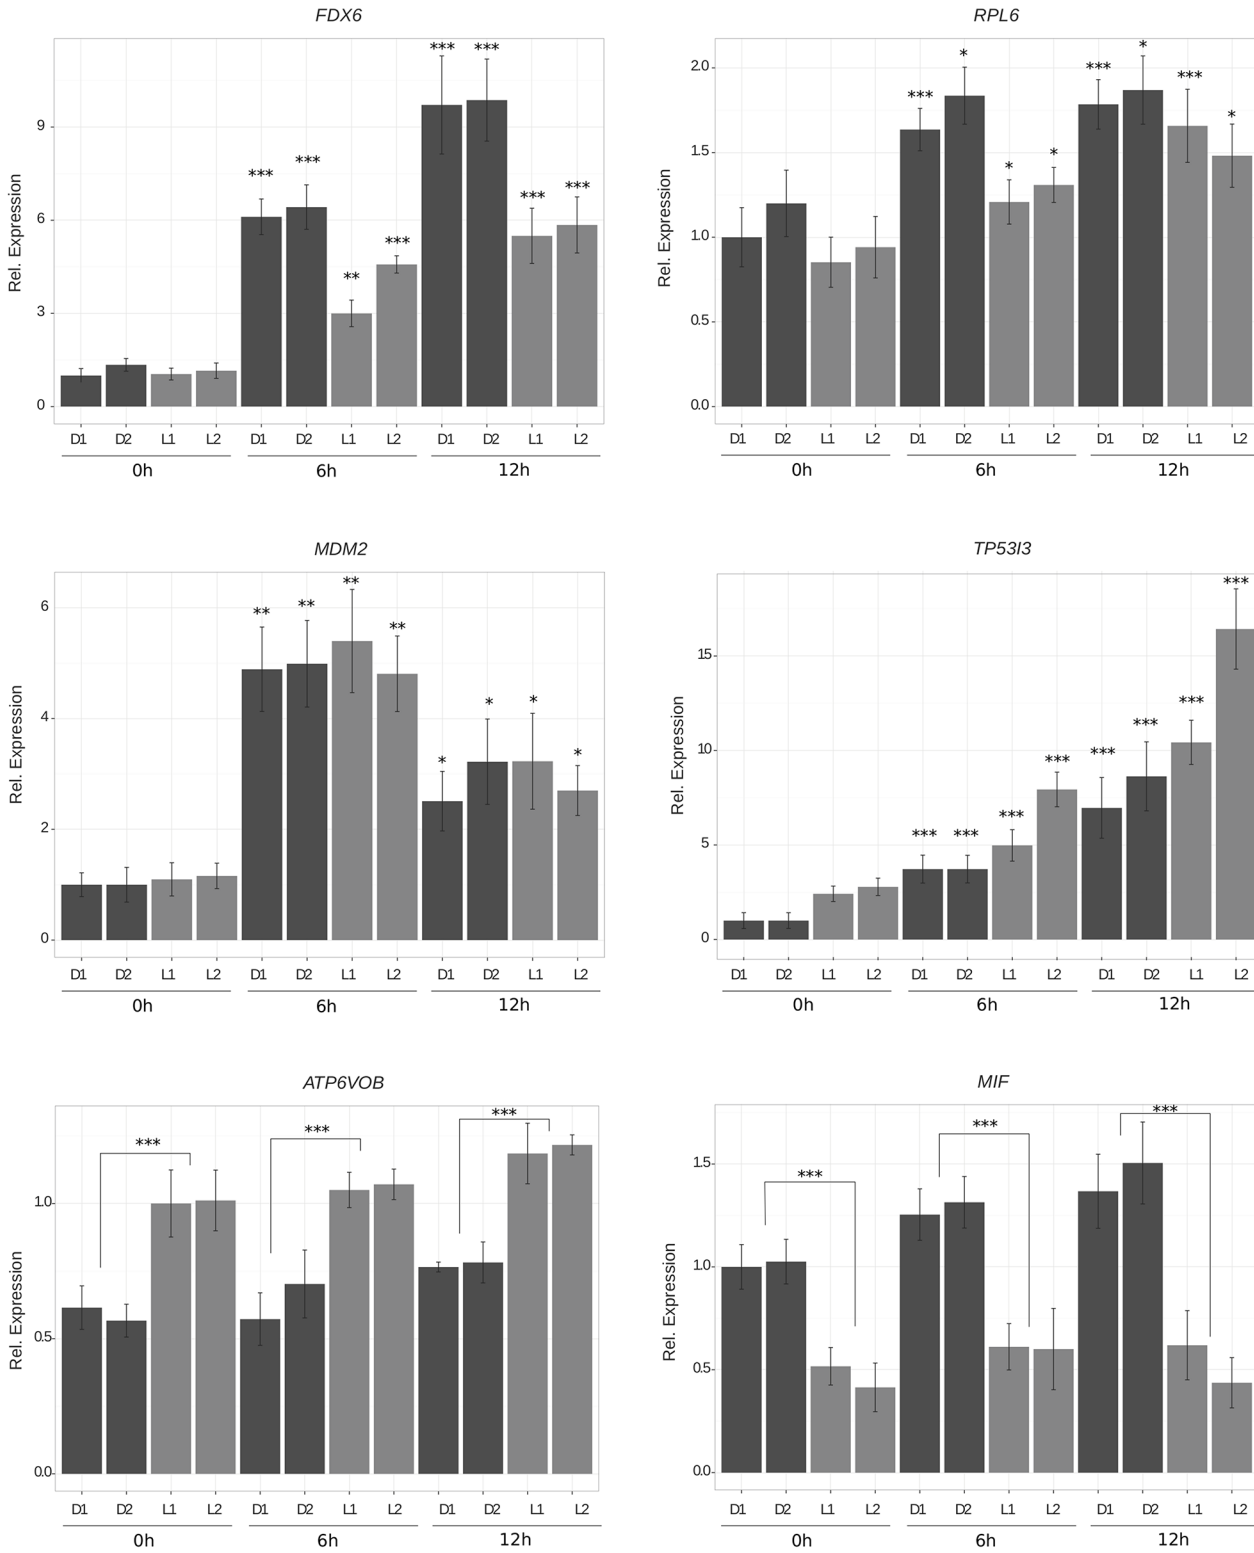 FDX6
Rel. Expression
9
6
3
0
*** *** ** *** *** *** *** ***
D1 D2 L1 L2 D1 D2 L1 L2 D1 D2 L1 L2
0h 6h 12h
RPL6
Rel. Expression
2.0
1.5
1.0
0.5
0.0
*** * * * *** * *** *
D1 D2 L1 L2 D1 D2 L1 L2 D1 D2 L1 L2
0h 6h 12h
MDM2
Rel. Expression
6
4
2
0
** ** ** ** * * * *
D1 D2 L1 L2 D1 D2 L1 L2 D1 D2 L1 L2
0h 6h 12h
TP53I3
Rel. Expression
15
10
5
0
*** *** *** *** *** *** *** ***
D1 D2 L1 L2 D1 D2 L1 L2 D1 D2 L1 L2
0h 6h 12h
ATP6VOB
Rel. Expression
1.0
0.5
0.0
*** *** ***
D1 D2 L1 L2 D1 D2 L1 L2 D1 D2 L1 L2
0h 6h 12h
MIF
Rel. Expression
1.5
1.0
0.5
0.0
*** *** ***
D1 D2 L1 L2 D1 D2 L1 L2 D1 D2 L1 L2
0h 6h 12h